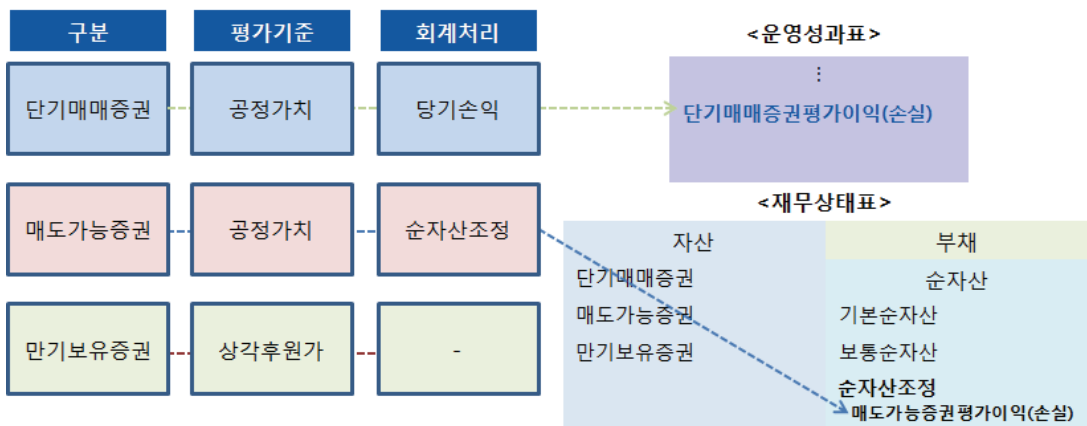 구분 평가기준 회계처리
단기매매증권 공정가치 당기손익
매도가능증권 공정가치 순자산조정
만기보유증권 상각후원가 -
<운영성과표>
⋮
단기매매증권평가이익(손실)
<재무상태표>
자산 부채
단기매매증권 순자산
매도가능증권 기본순자산
만기보유증권 보통순자산
순자산조정
매도가능증권평가이익(손실)